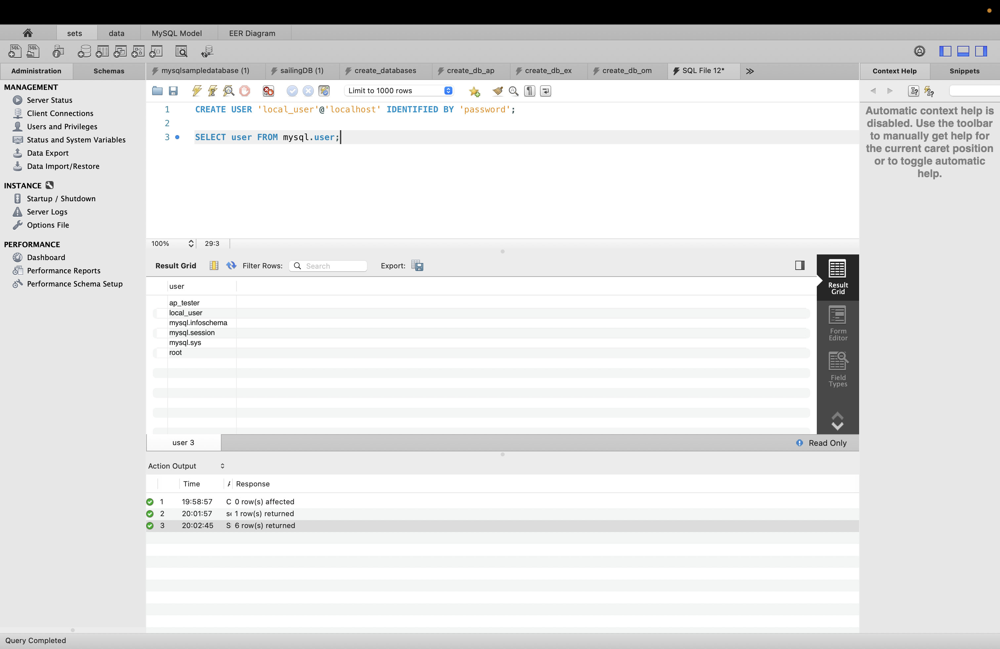 sets data MySQL Model EER Diagram
Administration Schemas mysqlsampledatabase (1) sailingDB (1) create_databases create_db_ap create_db_ex create_db_om SQL File 12* Context Help Snippets
MANAGEMENT
Server Status
Client Connections
Users and Privileges
Status and System Variables
Data Export
Data Import/Restore
INSTANCE
Startup / Shutdown
Server Logs
Options File
PERFORMANCE
Dashboard
Performance Reports
Performance Schema Setup
Limit to 1000 rows
1 CREATE USER 'local_user'@'localhost' IDENTIFIED BY 'password';
2
3 SELECT user FROM mysql.user;
100% 29:3
Result Grid Filter Rows: Search Export:
user
ap_tester
local_user
mysql.infoschema
mysql.session
mysql.sys
root
Result
Grid
Form
Editor
Field
Types
user 3 Read Only
Action Output
Time Response
1 19:58:57 C 0 row(s) affected
2 20:01:57 se 1 row(s) returned
3 20:02:45 S 6 row(s) returned
Automatic context help is
disabled. Use the toolbar
to manually get help for
the current caret position
or to toggle automatic
help.
Query Completed